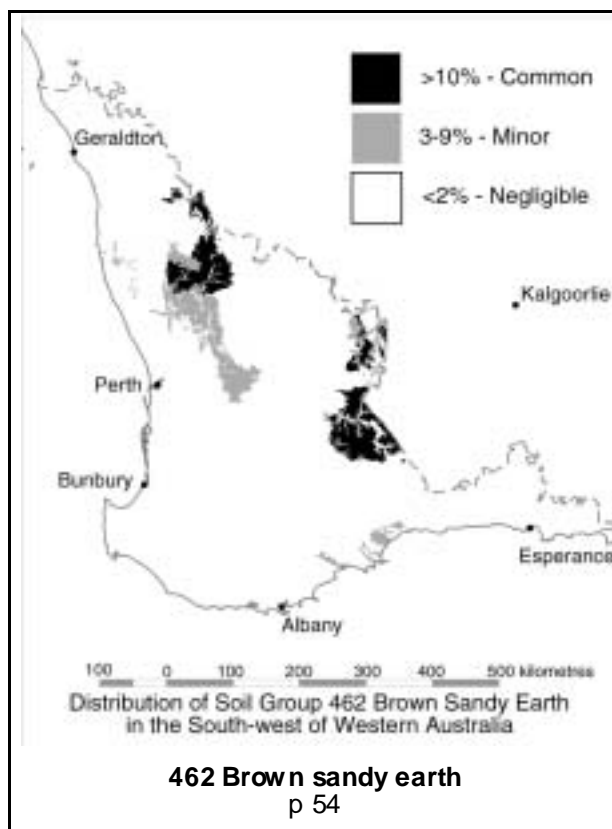 >10% - Common
Geraldton
3-9% - Minor
<2% - Negligible
Kalgoorlie
Perth
Bunbury
Esperance
Albany
100 0 100 200 300 400 500 kilometres
Distribution of Soil Group 462 Brown Sandy Earth
in the South-west of Western Australia
462 Brown sandy earth
p 54